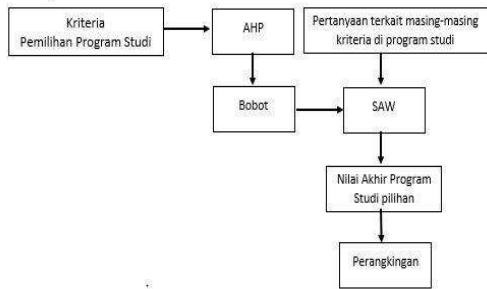 Kriteria
Pemilihan Program Studi
AHP
Pertanyaan terkait masing-masing
kriteria di program studi
Bobot
SAW
Nilai Akhir Program
Studi pilihan
Perangkingan